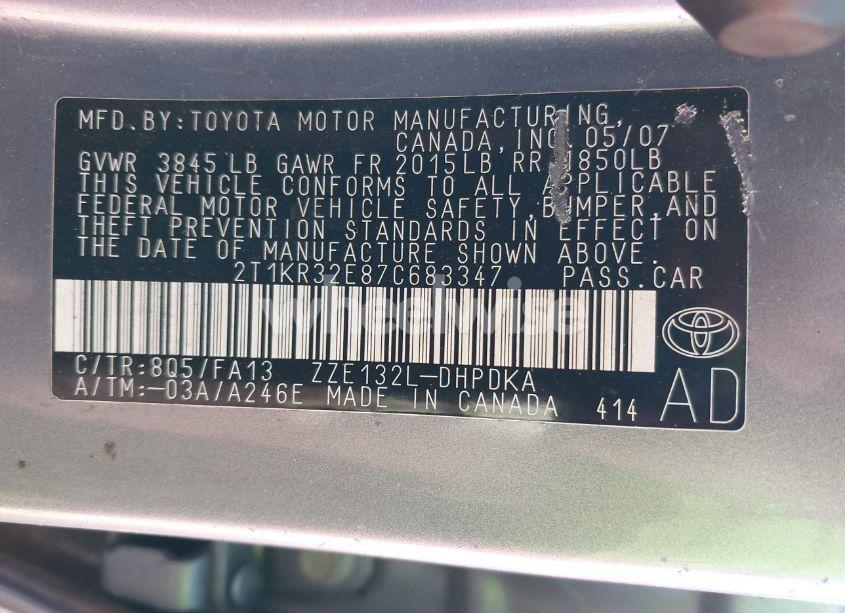 MFD.BY:TOYOTA MOTOR MANUFACTURING,
CANADA,INC. 05/07
GVWR 3845LB GAWR FR 2015LB RR 1850LB
THIS VEHICLE CONFORMS TO ALL APPLICABLE
FEDERAL MOTOR VEHICLE SAFETY,BUMPER,AND
THEFT PREVENTION STANDARDS IN EFFECT ON
THE DATE OF MANUFACTURE SHOWN ABOVE.
2T1KR32E87C683347 PASS.CAR
wheelwise
C/TR:8Q5/FA13 ZZE132L-DHPDKA
A/TM:-03A/A246E MADE IN CANADA 414 AD